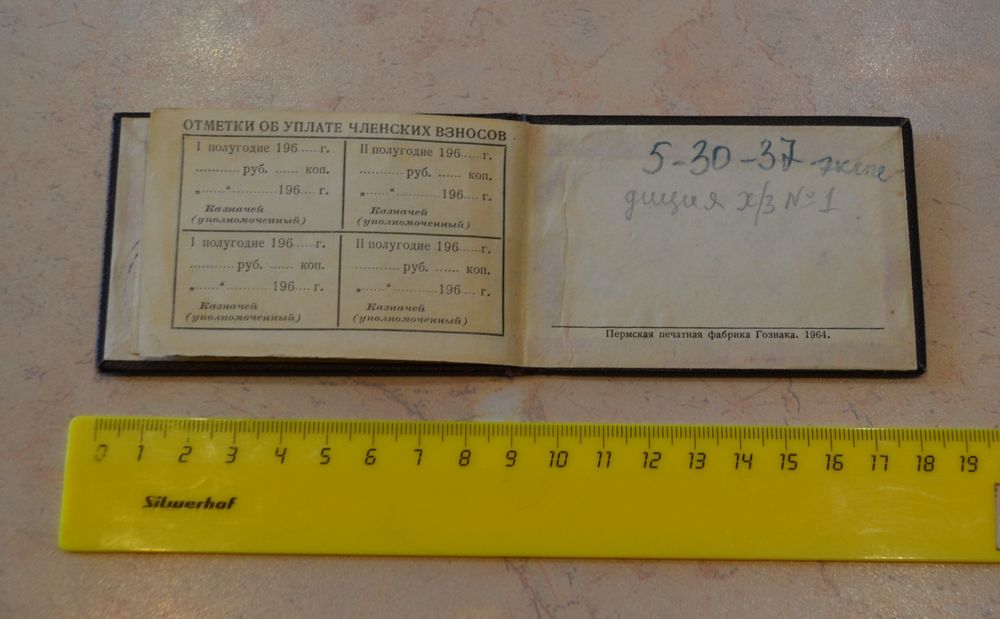 ОТМЕТКИ ОБ УПЛАТЕ ЧЛЕНСКИХ ВЗНОСОВ
I полугодие 196......г.
............ руб. ...... коп.
„......“ ............196.... г.
Казначей
(уполномоченный)
II полугодие 196......г.
............ руб. ...... коп.
„......“ ............196.... г.
Казначей
(уполномоченный)
I полугодие 196......г.
............ руб. ...... коп.
„......“ ............196.... г.
Казначей
(уполномоченный)
II полугодие 196......г.
............ руб. ...... коп.
„......“ ............196.... г.
Казначей
(уполномоченный)
5-30-37 - экспе-
диция х/з № 1
Пермская печатная фабрика Гознака. 1964.
0 1 2 3 4 5 6 7 8 9 10 11 12 13 14 15 16 17 18 19
Silwerhof